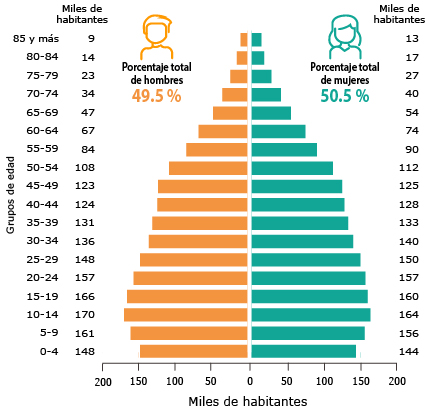 Miles de
habitantes
Miles de
habitantes
Porcentaje total
de hombres
49.5 %
Porcentaje total
de mujeres
50.5 %
Grupos de edad
85 y más 9 13
80-84 14 17
75-79 23 27
70-74 34 40
65-69 47 54
60-64 67 74
55-59 84 90
50-54 108 112
45-49 123 125
40-44 124 128
35-39 131 133
30-34 136 140
25-29 148 150
20-24 157 157
15-19 166 160
10-14 170 164
5-9 161 156
0-4 148 144
200 150 100 50 0 50 100 150 200
Miles de habitantes